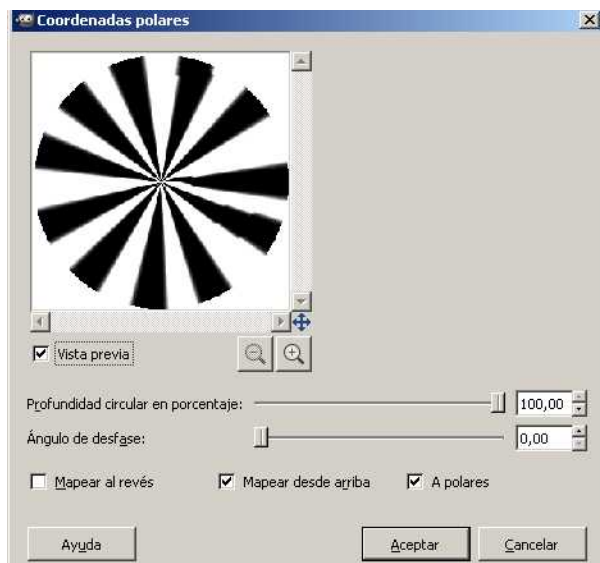 Coordenadas polares
Vista previa
Profundidad circular en porcentaje: 100,00
Ángulo de desfase: 0,00
Mapear al revés Mapear desde arriba A polares
Ayuda Aceptar Cancelar